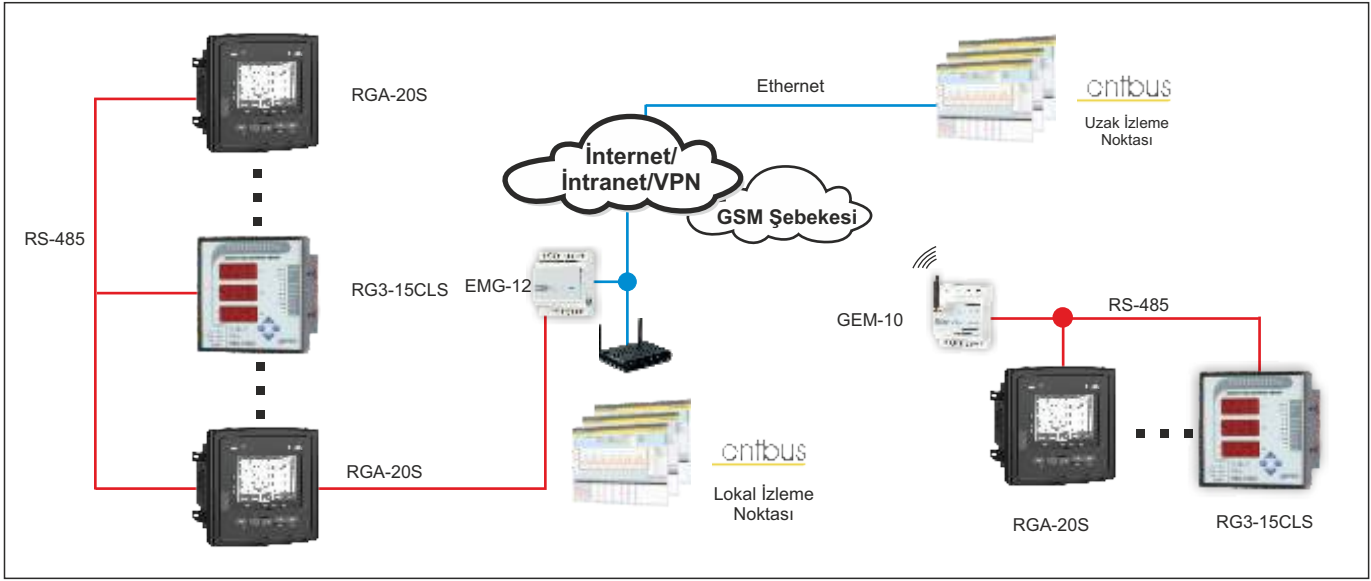 RGA-20S
Ethernet
cntbus
Uzak İzleme
Noktası
İnternet/
İntranet/VPN
GSM Şebekesi
RS-485
RG3-15CLS
EMG-12
GEM-10
RS-485
RGA-20S
cntbus
Lokal İzleme
Noktası
RGA-20S
RG3-15CLS